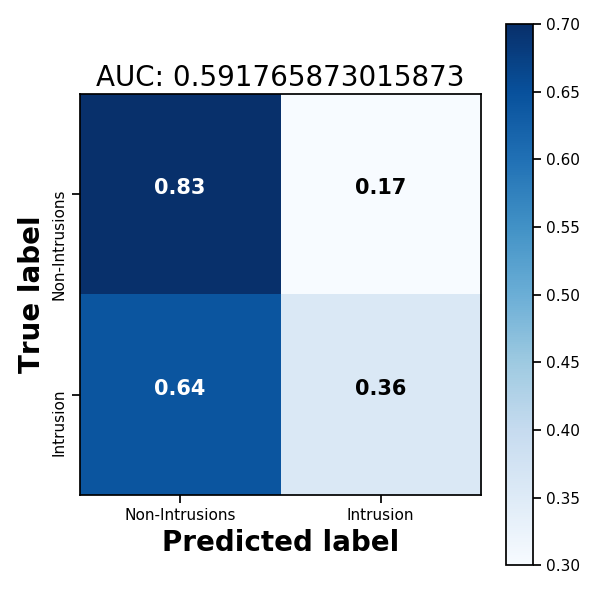 AUC: 0.591765873015873
True label
Non-Intrusions
Intrusion
0.83
0.17
0.64
0.36
Non-Intrusions
Intrusion
Predicted label
0.70
0.65
0.60
0.55
0.50
0.45
0.40
0.35
0.30